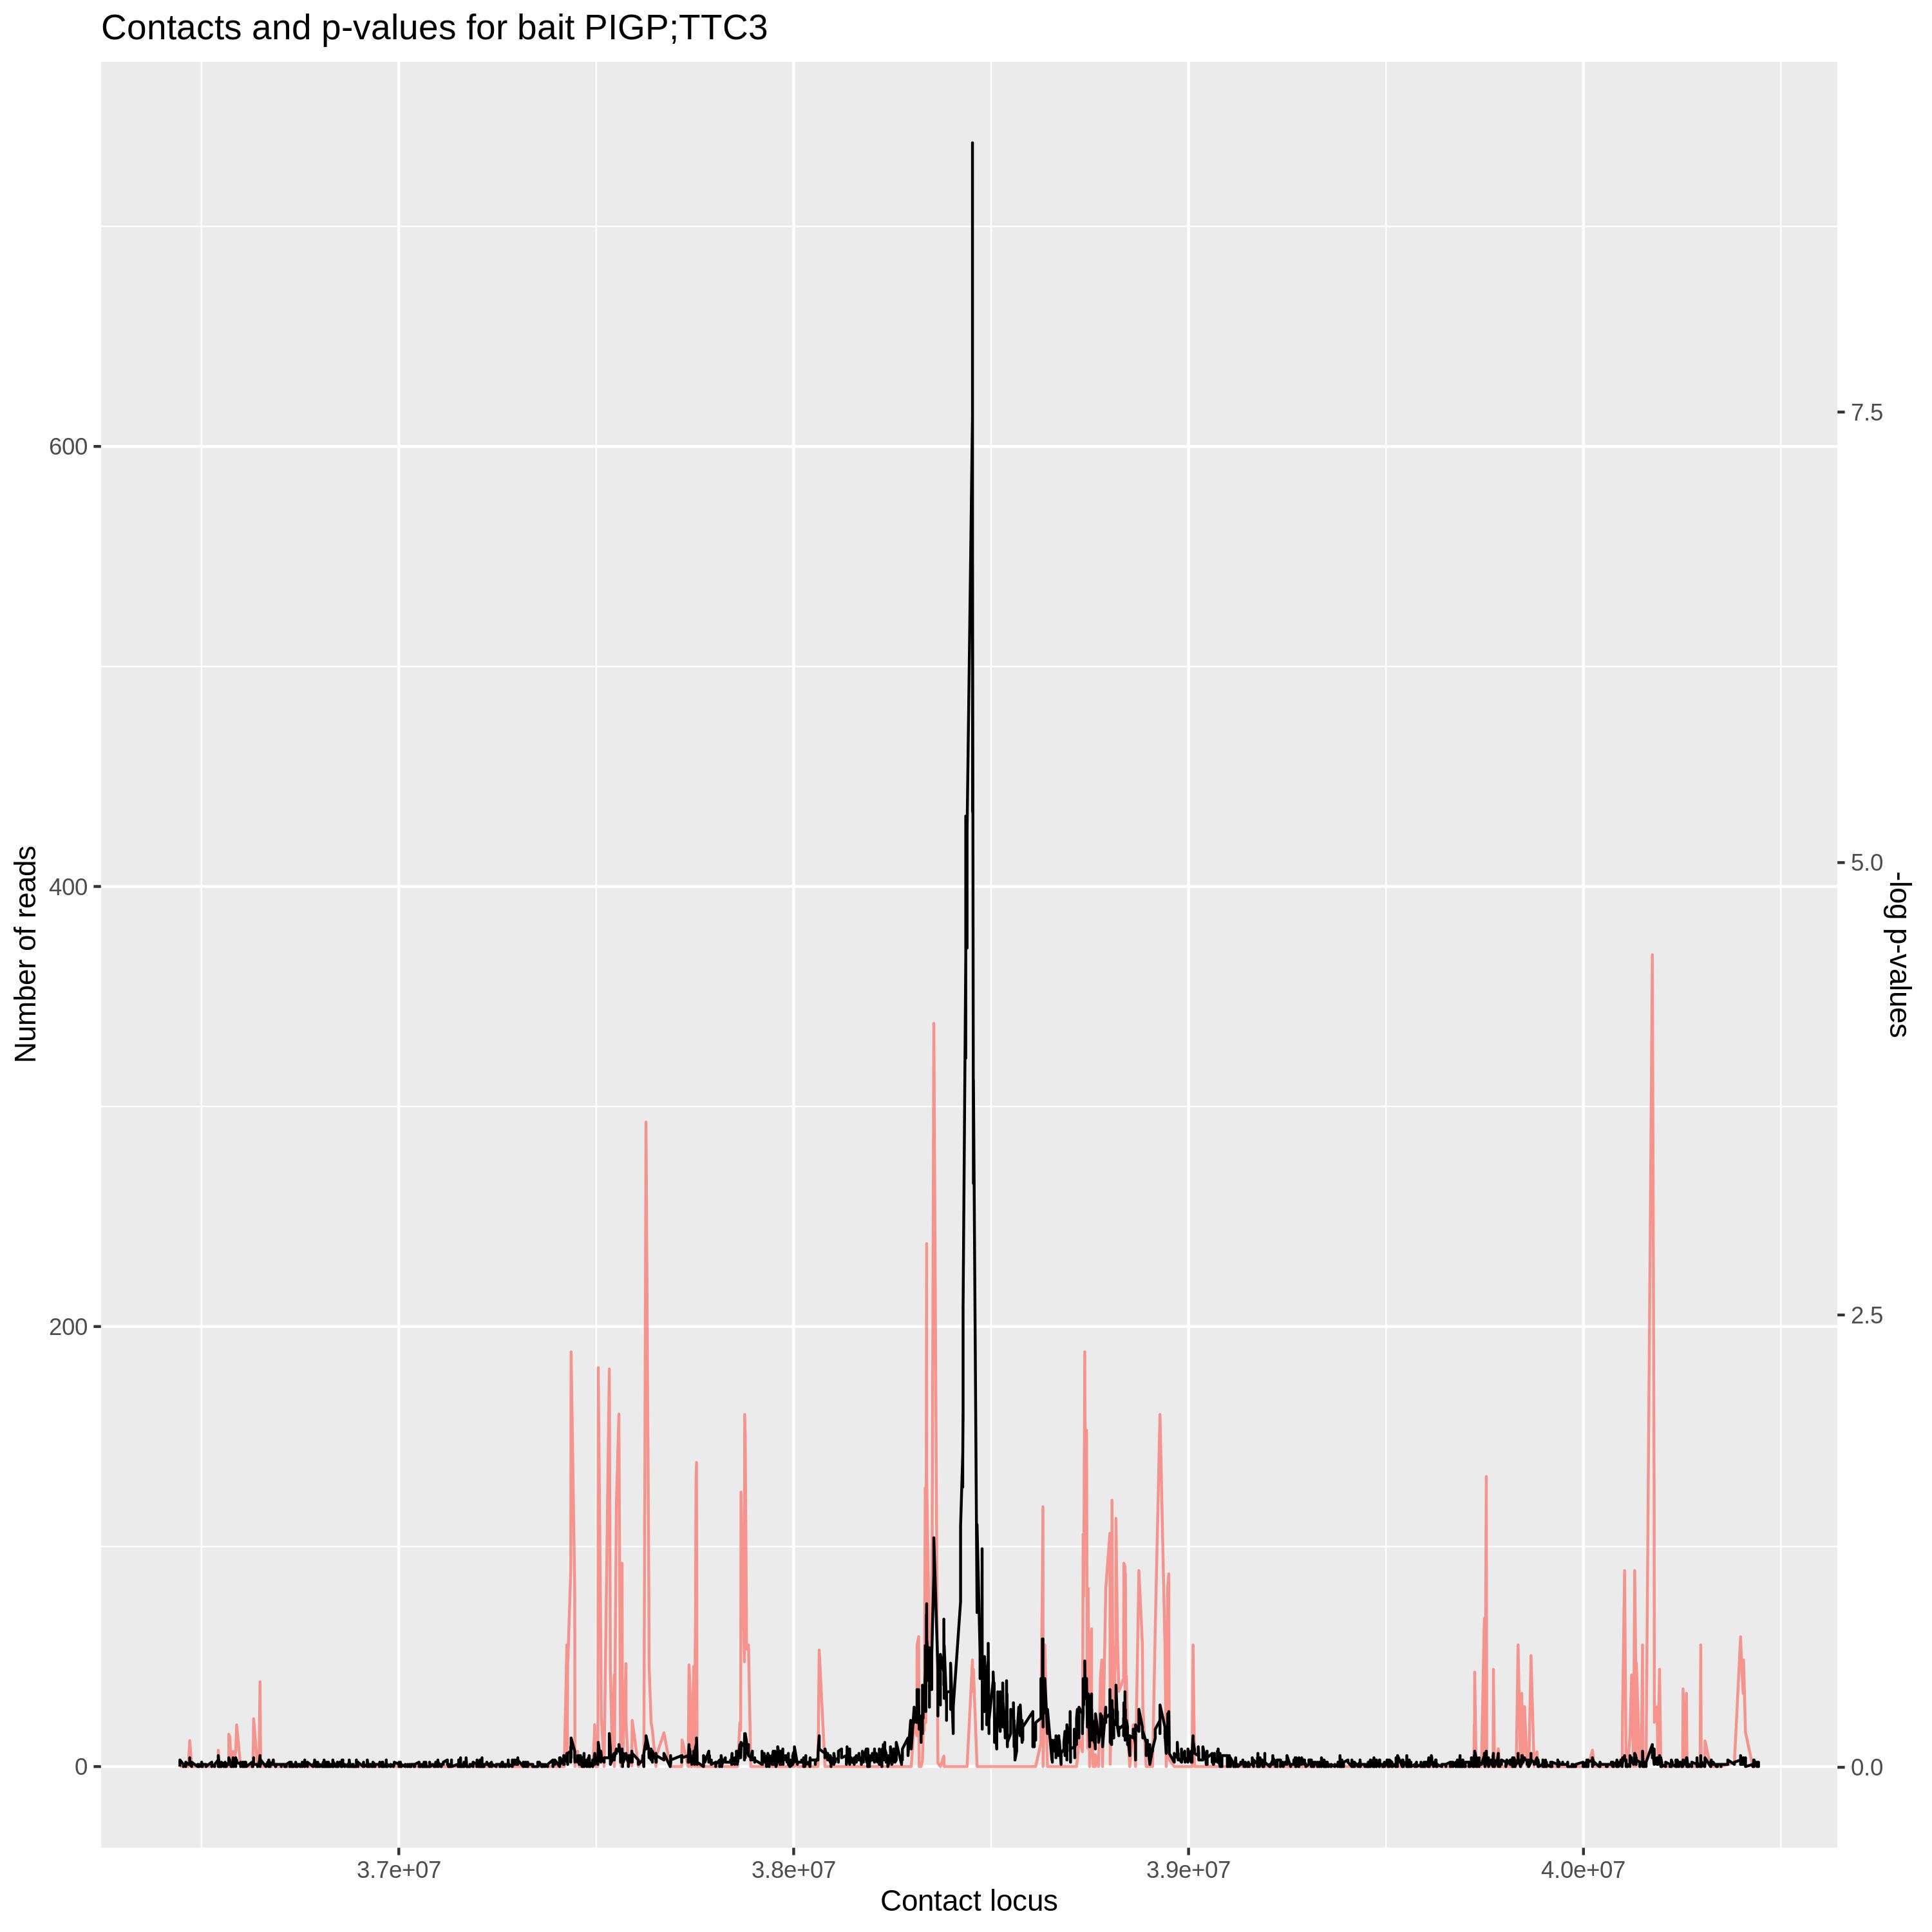 Contacts and p-values for bait PIGP;TTC3
Number of reads
600
400
200
0
7.5
5.0
2.5
0.0
-log p-values
3.7e+07
3.8e+07
3.9e+07
4.0e+07
Contact locus